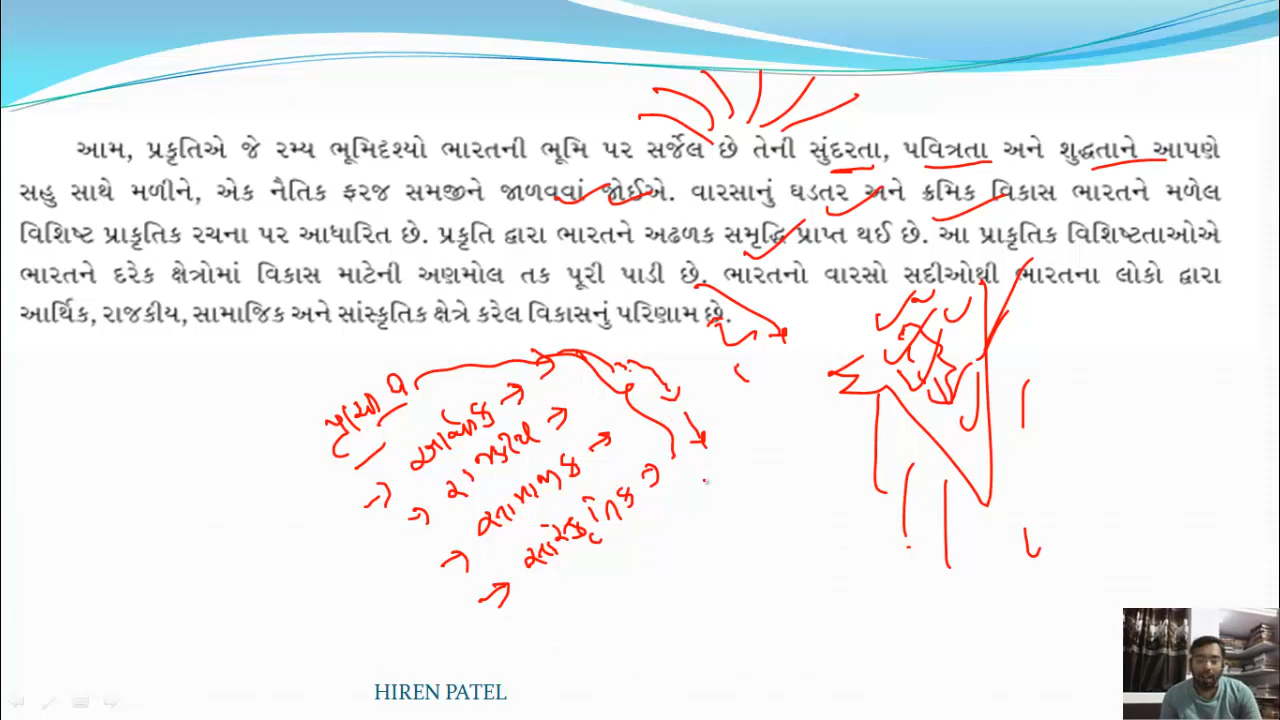 આમ, પ્રકૃતિએ જે રમ્ય ભૂમિદૃશ્યો ભારતની ભૂમિ પર સર્જેલ છે તેની સુંદરતા, પવિત્રતા અને શુદ્ધતાને આપણે
સહુ સાથે મળીને, એક નૈતિક ફરજ સમજીને જાળવવાં જોઈએ. વારસાનું ઘડતર અને ક્રમિક વિકાસ ભારતને મળેલ
વિશિષ્ટ પ્રાકૃતિક રચના પર આધારિત છે. પ્રકૃતિ દ્વારા ભારતને અઢળક સમૃદ્ધિ પ્રાપ્ત થઈ છે. આ પ્રાકૃતિક વિશિષ્ટતાઓએ
ભારતને દરેક ક્ષેત્રોમાં વિકાસ માટેની અણમોલ તક પૂરી પાડી છે. ભારતનો વારસો સદીઓથી ભારતના લોકો દ્વારા
આર્થિક, રાજકીય, સામાજિક અને સાંસ્કૃતિક ક્ષેત્રે કરેલ વિકાસનું પરિણામ છે.
HIREN PATEL